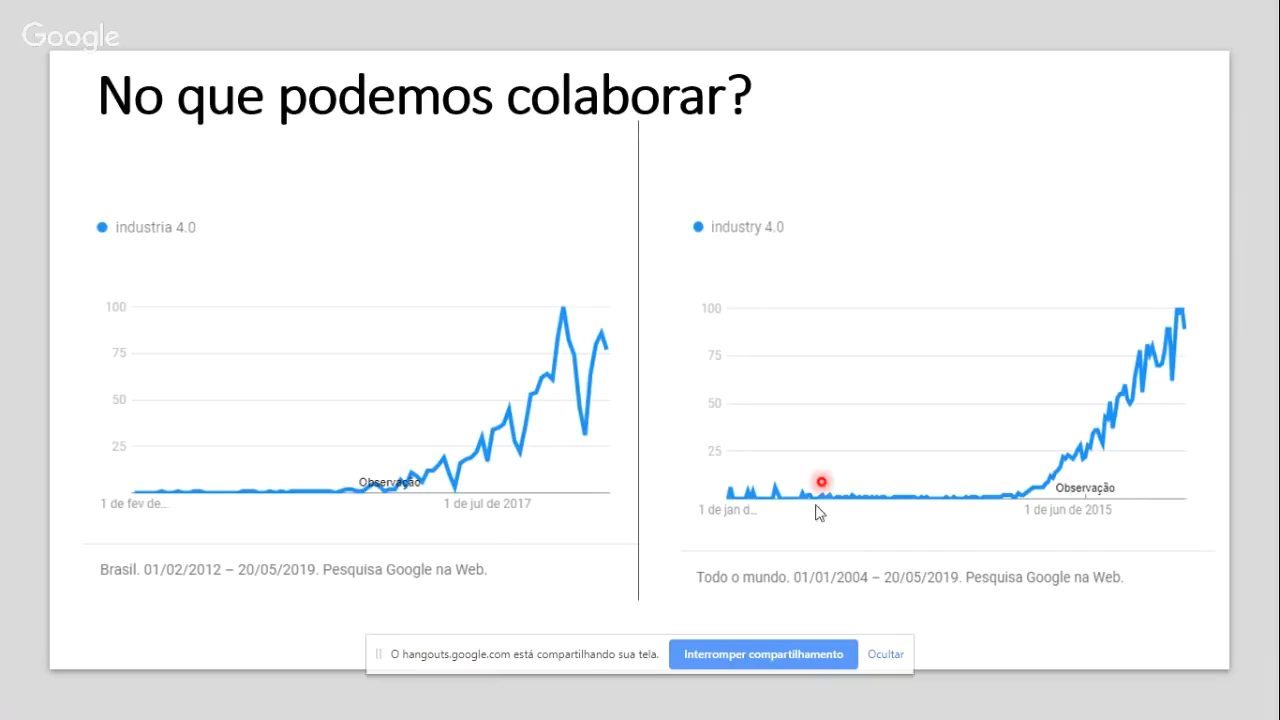 Google
No que podemos colaborar?
industria 4.0
100
75
50
25
Observação
1 de fev de...
1 de jul de 2017
Brasil. 01/02/2012 – 20/05/2019. Pesquisa Google na Web.
industry 4.0
100
75
50
25
Observação
1 de jan d...
1 de jun de 2015
Todo o mundo. 01/01/2004 – 20/05/2019. Pesquisa Google na Web.
O hangouts.google.com está compartilhando sua tela. Interromper compartilhamento Ocultar